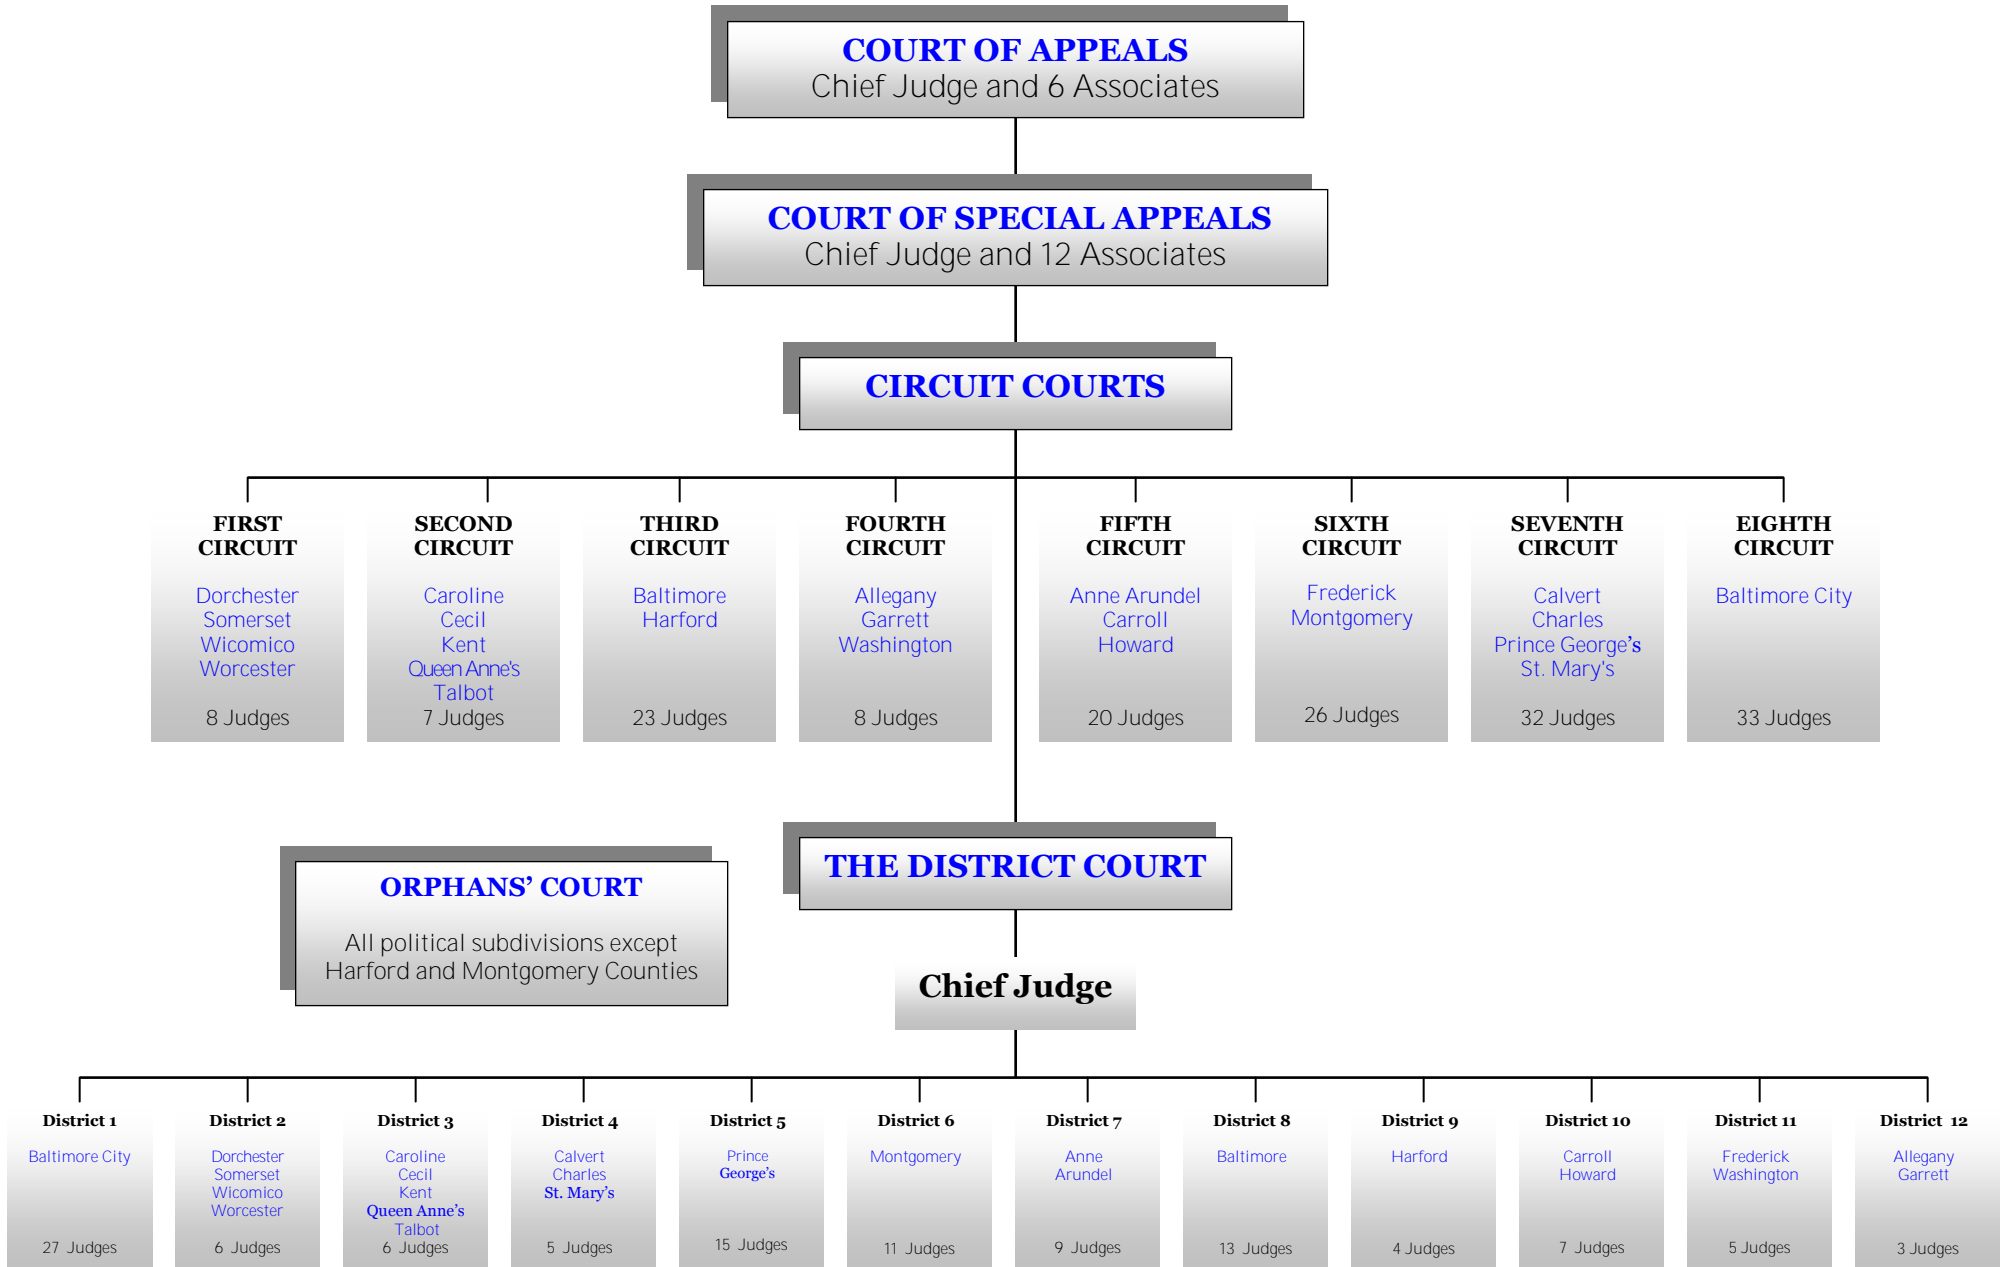 COURT OF APPEALS
Chief Judge and 6 Associates
COURT OF SPECIAL APPEALS
Chief Judge and 12 Associates
CIRCUIT COURTS
FIRST
CIRCUIT
Dorchester
Somerset
Wicomico
Worcester
8 Judges
SECOND
CIRCUIT
Caroline
Cecil
Kent
Queen Anne's
Talbot
7 Judges
THIRD
CIRCUIT
Baltimore
Harford
23 Judges
FOURTH
CIRCUIT
Allegany
Garrett
Washington
8 Judges
FIFTH
CIRCUIT
Anne Arundel
Carroll
Howard
20 Judges
SIXTH
CIRCUIT
Frederick
Montgomery
26 Judges
SEVENTH
CIRCUIT
Calvert
Charles
Prince George's
St. Mary's
32 Judges
EIGHTH
CIRCUIT
Baltimore City
33 Judges
ORPHANS’ COURT
All political subdivisions except
Harford and Montgomery Counties
THE DISTRICT COURT
Chief Judge
District 1
Baltimore City
27 Judges
District 2
Dorchester
Somerset
Wicomico
Worcester
6 Judges
District 3
Caroline
Cecil
Kent
Queen Anne’s
Talbot
6 Judges
District 4
Calvert
Charles
St. Mary’s
5 Judges
District 5
Prince
George’s
15 Judges
District 6
Montgomery
11 Judges
District 7
Anne
Arundel
9 Judges
District 8
Baltimore
13 Judges
District 9
Harford
4 Judges
District 10
Carroll
Howard
7 Judges
District 11
Frederick
Washington
5 Judges
District 12
Allegany
Garrett
3 Judges